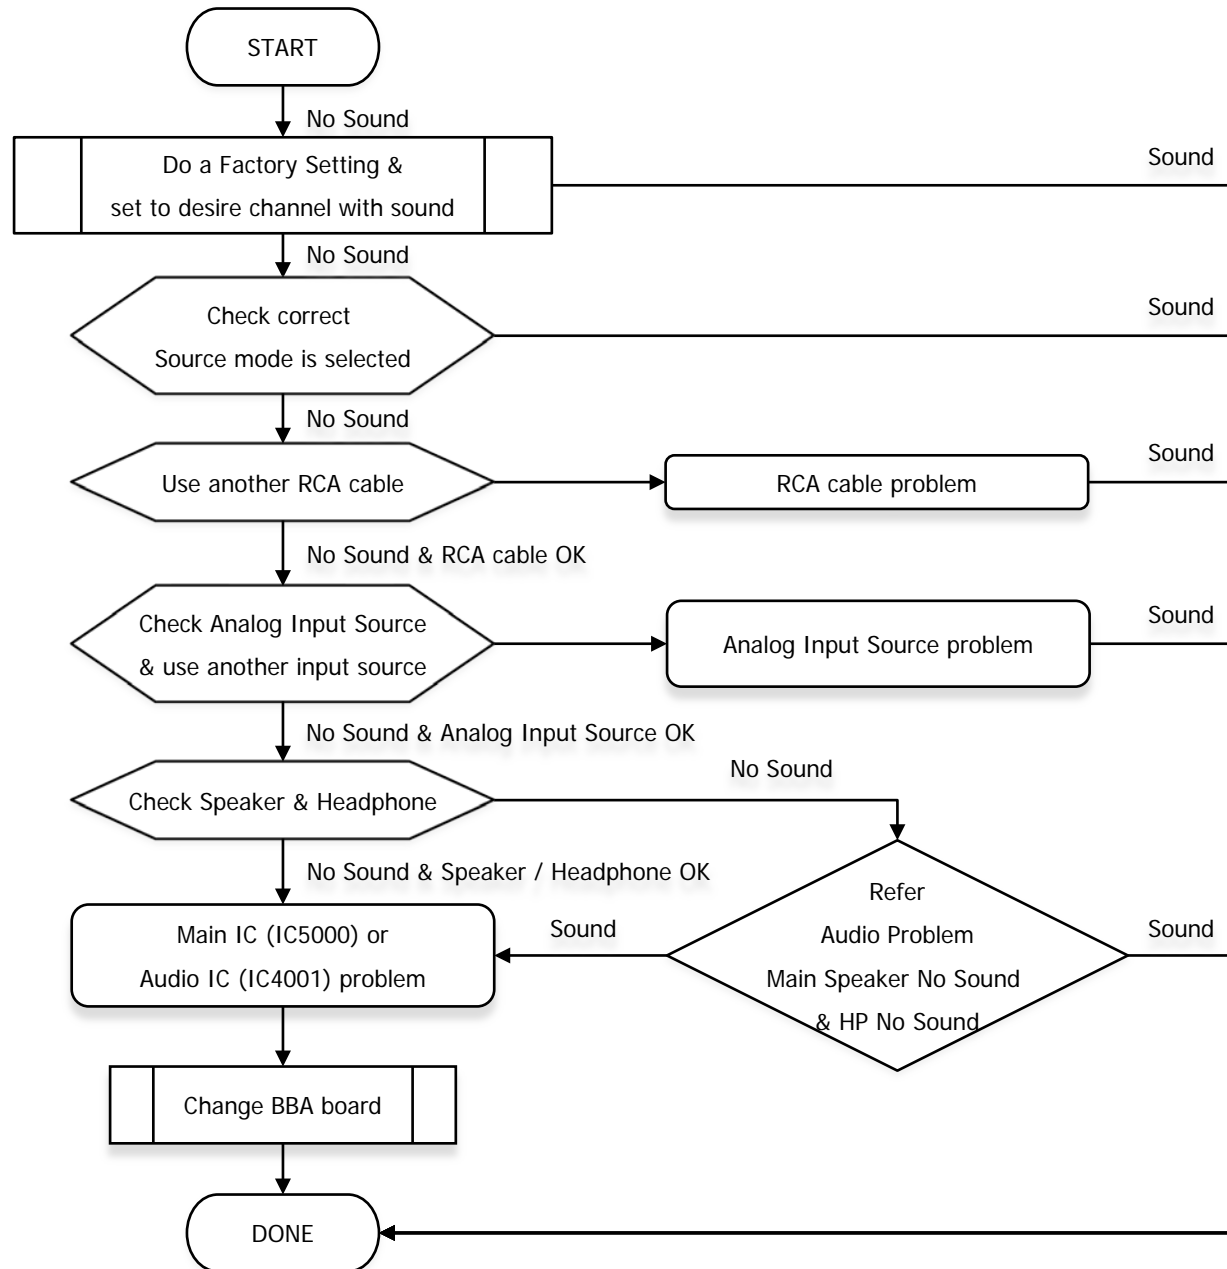 START
No Sound
Do a Factory Setting &
set to desire channel with sound
Sound
No Sound
Check correct
Source mode is selected
Sound
No Sound
Use another RCA cable
RCA cable problem
Sound
No Sound & RCA cable OK
Check Analog Input Source
& use another input source
Analog Input Source problem
Sound
No Sound & Analog Input Source OK
Check Speaker & Headphone
No Sound
No Sound & Speaker / Headphone OK
Refer
Audio Problem
Main Speaker No Sound
& HP No Sound
Sound
Sound
Main IC (IC5000) or
Audio IC (IC4001) problem
Change BBA board
DONE